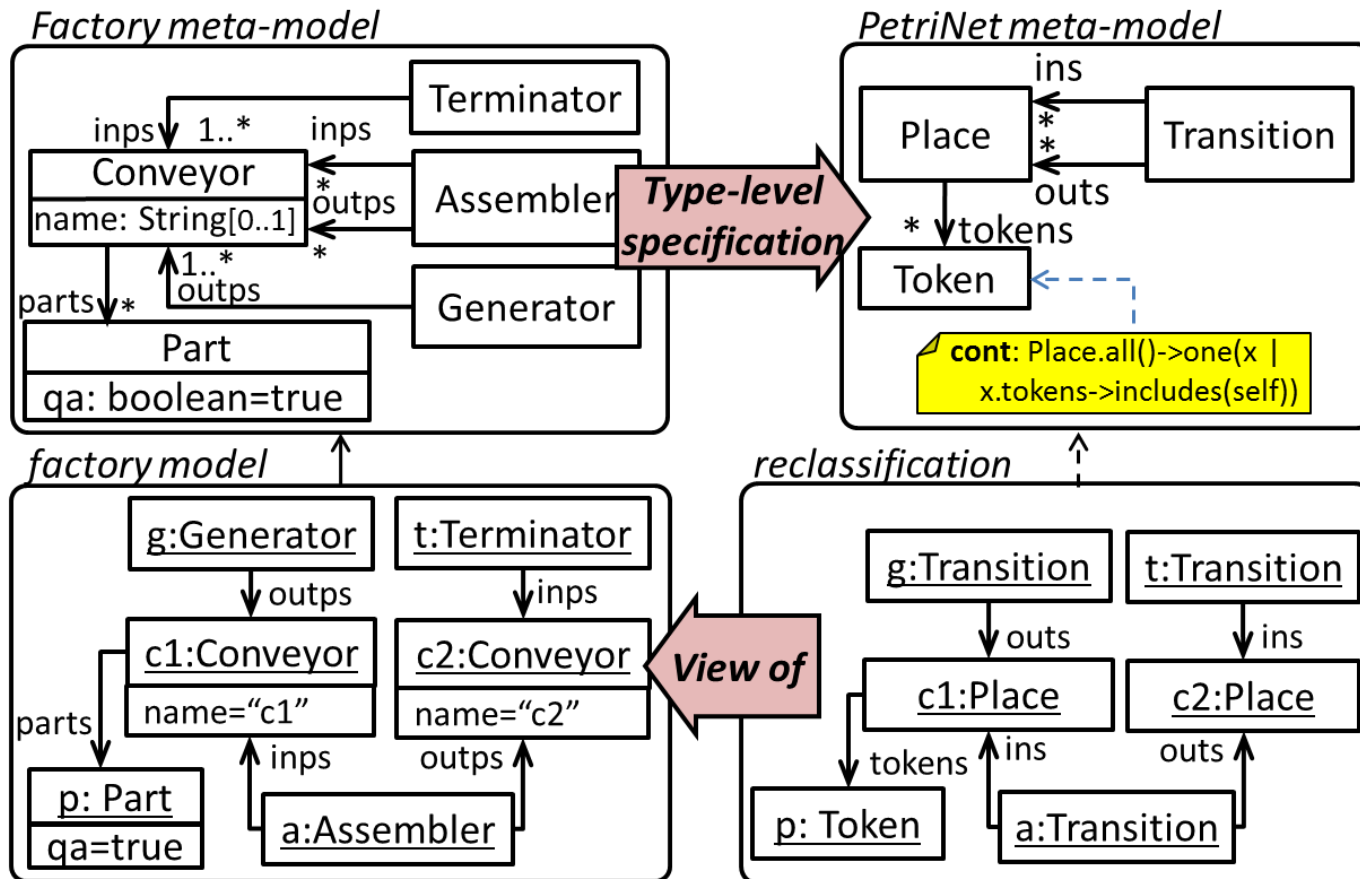 Factory meta-model
Terminator
inps
1..*
inps
Conveyor
*
name: String[0..1]
outps
*
Assembler
1..*
outps
Generator
parts
*
Part
qa: boolean=true
Type-level
specification
PetriNet meta-model
ins
Place
*
*
Transition
outs
*
tokens
Token
cont: Place.all()->one(x |
x.tokens->includes(self))
factory model
g:Generator
t:Terminator
outps
inps
c1:Conveyor
name="c1"
c2:Conveyor
name="c2"
parts
inps
outps
p: Part
qa=true
a:Assembler
View of
reclassification
g:Transition
t:Transition
outs
ins
c1:Place
c2:Place
tokens
ins
outs
p: Token
a:Transition